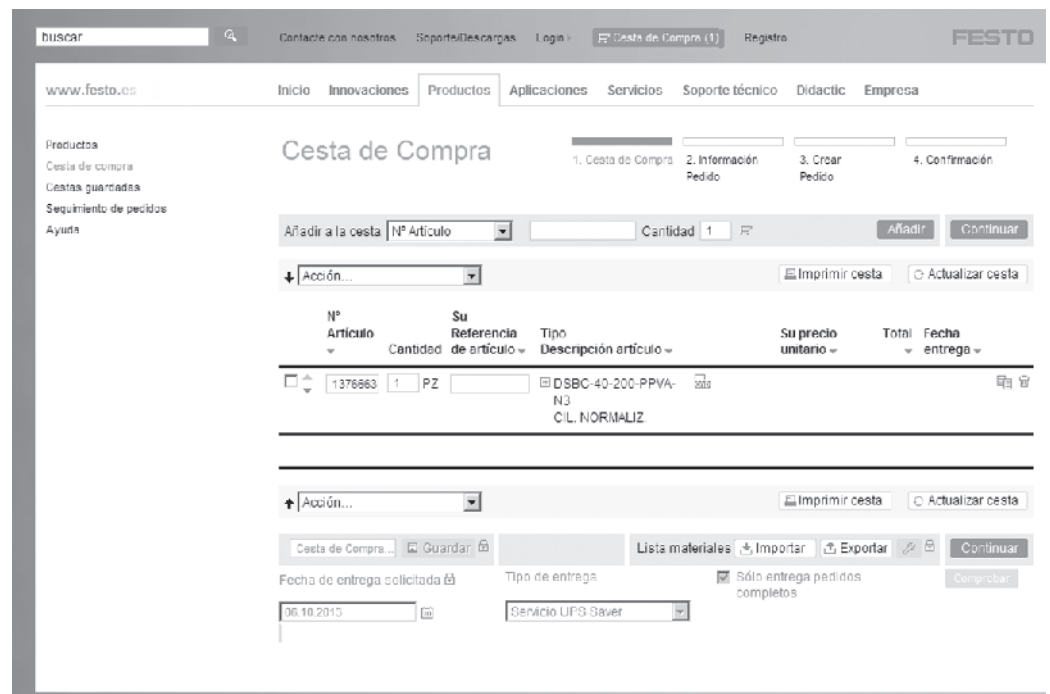 buscar
Contacte con nosotros Soporte/Descargas Login Cesta de Compra (1) Registro FESTO
www.festo.es Inicio Innovaciones Productos Aplicaciones Servicios Soporte técnico Didactic Empresa
Productos
Cesta de compra
Cestas guardadas
Seguimiento de pedidos
Ayuda
Cesta de Compra
1. Cesta de Compra 2. Información Pedido 3. Crear Pedido 4. Confirmación
Añadir a la cesta Nº Artículo Cantidad 1 Añadir Continuar
Acción... Imprimir cesta Actualizar cesta
Nº Artículo Cantidad Su Referencia de artículo Tipo Descripción artículo Su precio unitario Total Fecha entrega
1376663 1 PZ DSBC-40-200-PPVA-
N3
CIL. NORMALIZ.
Acción... Imprimir cesta Actualizar cesta
Cesta de Compra... Guardar Lista materiales Importar Exportar Continuar
Fecha de entrega solicitada Tipo de entrega Sólo entrega pedidos completos Comprobar
06.10.2013 Servicio UPS Saver